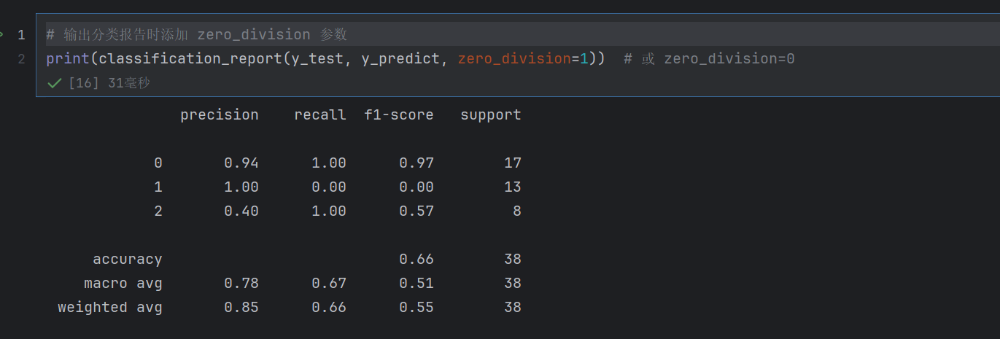 1 # 输出分类报告时添加 zero_division 参数
2 print(classification_report(y_test, y_predict, zero_division=1))  # 或 zero_division=0
[16] 31毫秒
precision recall f1-score support
0 0.94 1.00 0.97 17
1 1.00 0.00 0.00 13
2 0.40 1.00 0.57 8
accuracy 0.66 38
macro avg 0.78 0.67 0.51 38
weighted avg 0.85 0.66 0.55 38